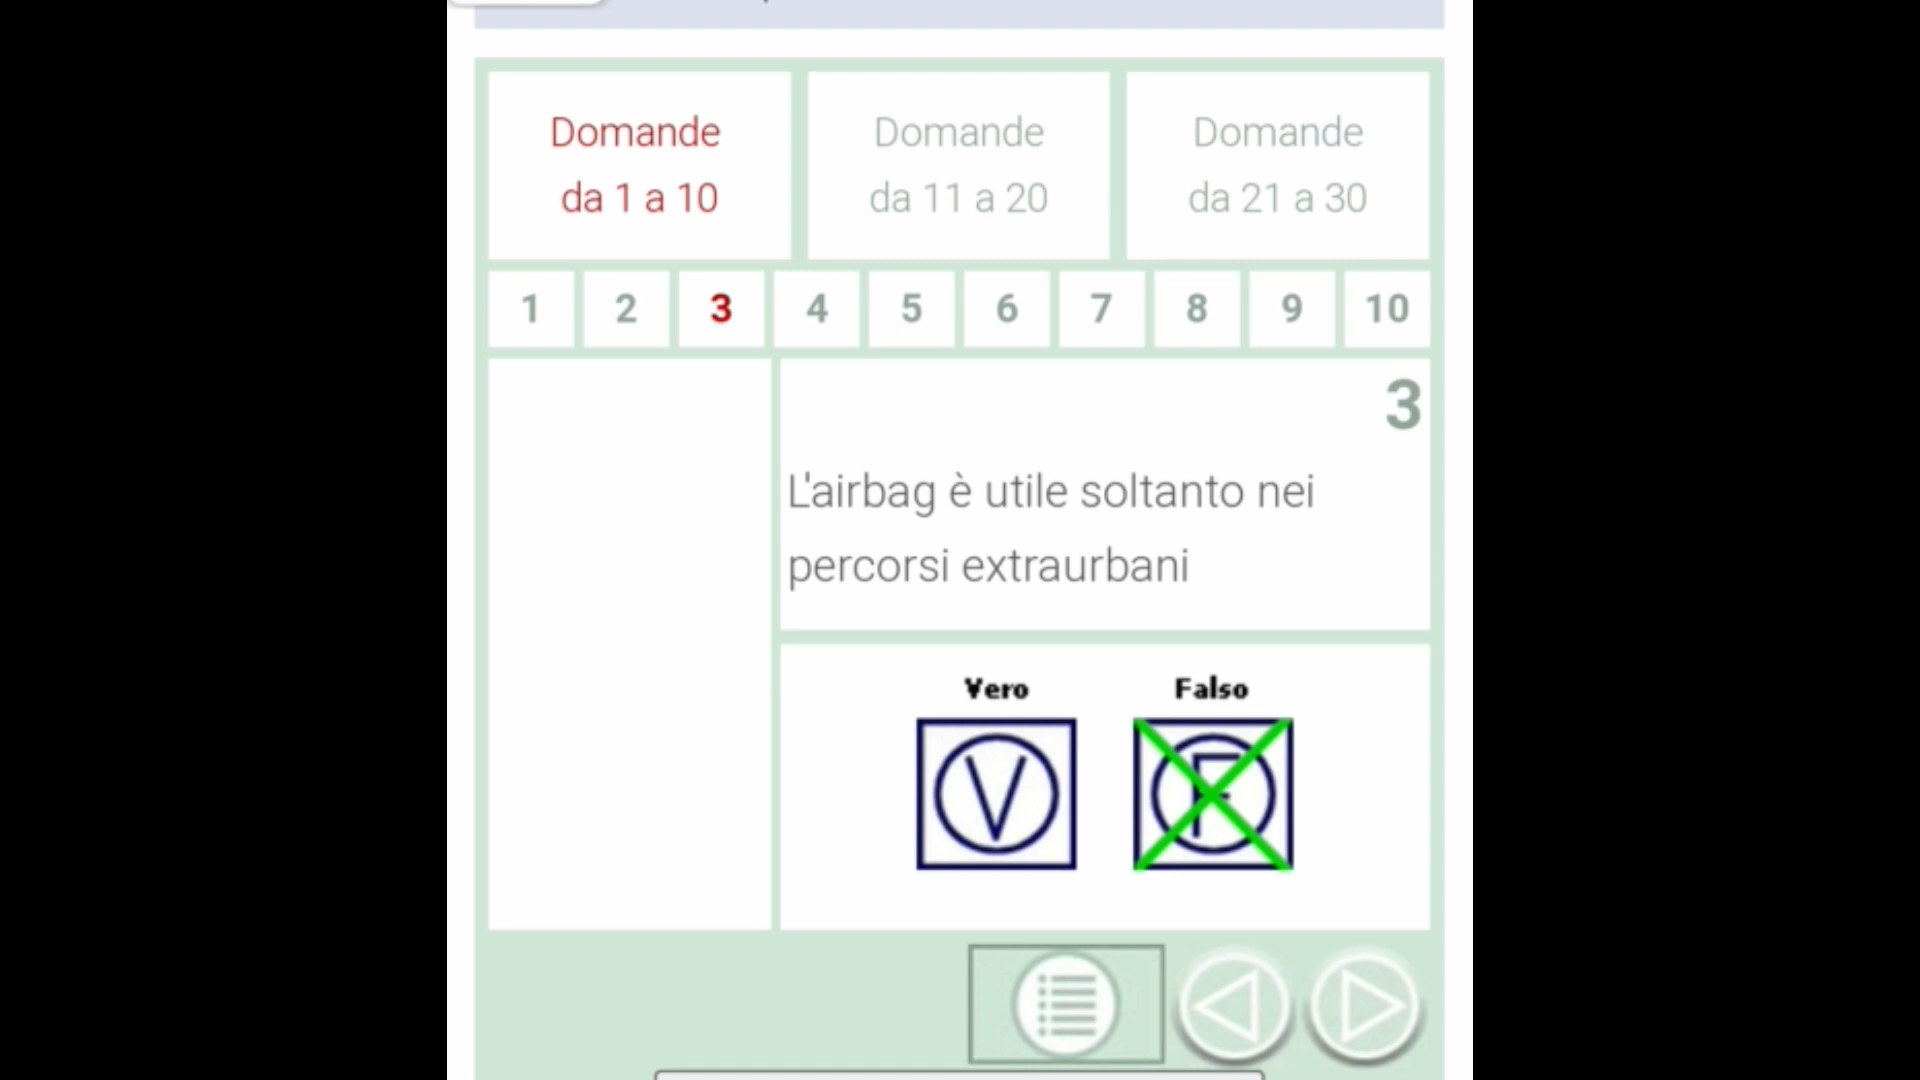 Domande
da 1 a 10
Domande
da 11 a 20
Domande
da 21 a 30
1 2 3 4 5 6 7 8 9 10
3
L'airbag è utile soltanto nei
percorsi extraurbani
Vero Falso
V F